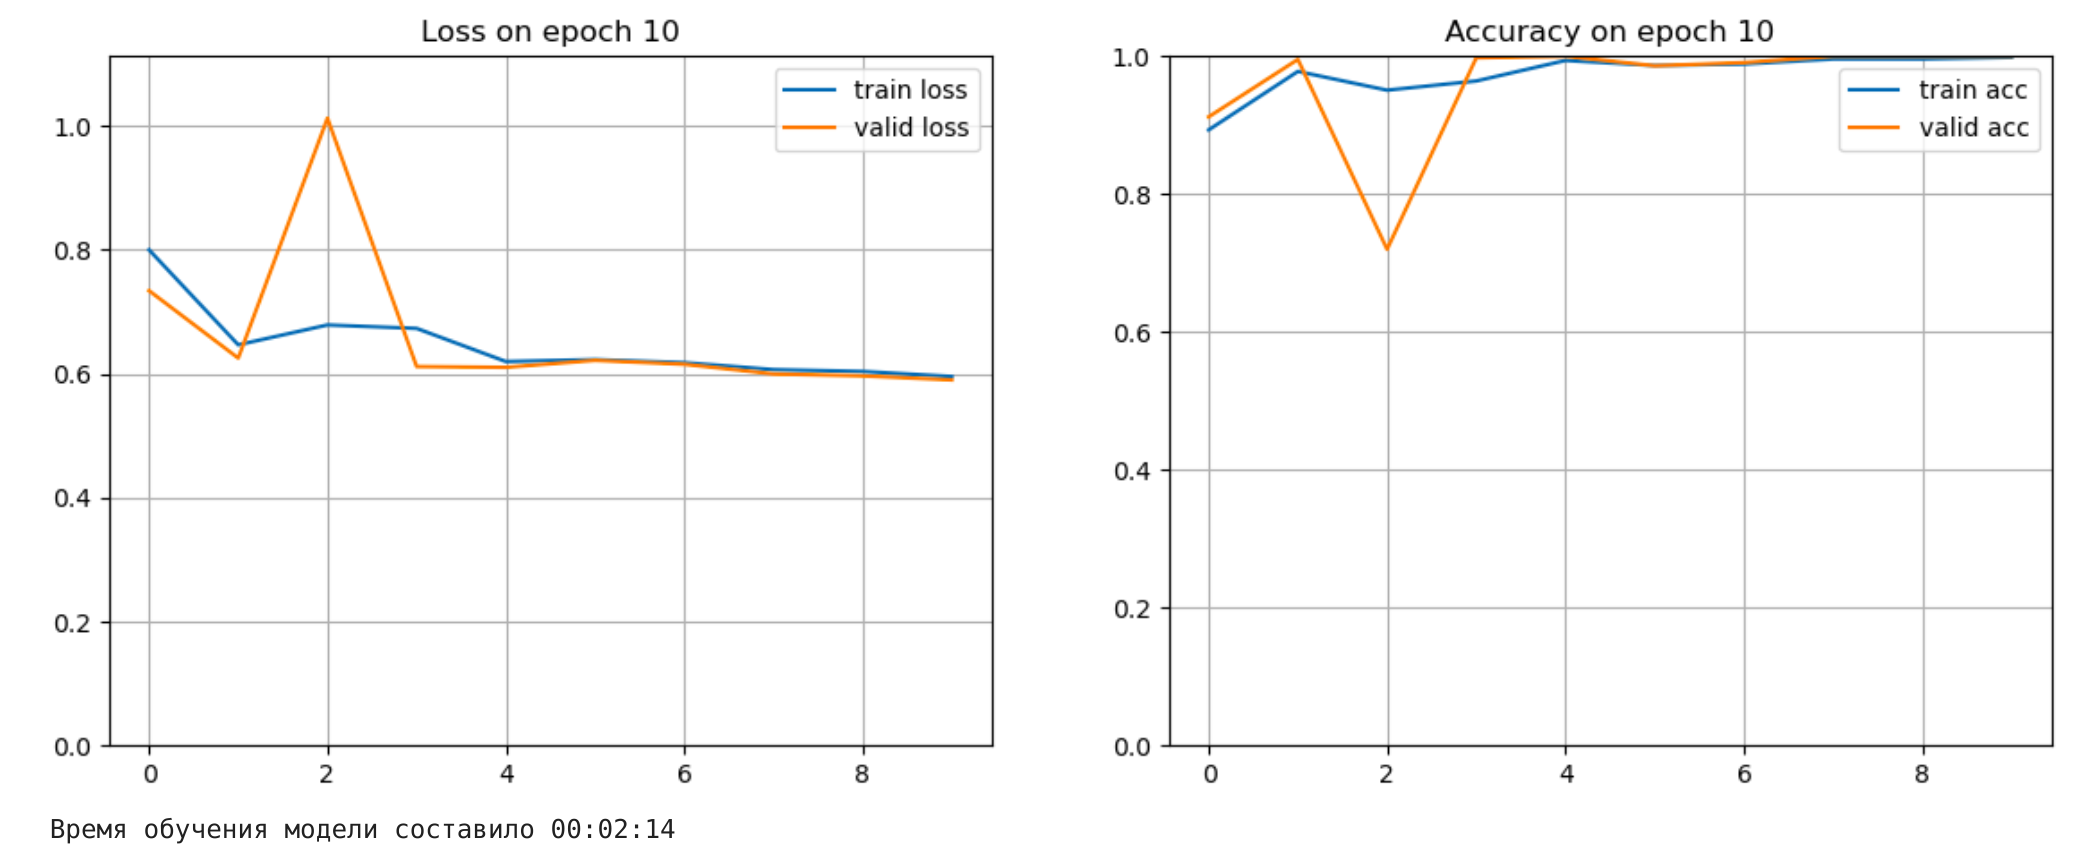 Loss on epoch 10
train loss
valid loss
1.0
0.8
0.6
0.4
0.2
0.0
0 2 4 6 8
Accuracy on epoch 10
train acc
valid acc
1.0
0.8
0.6
0.4
0.2
0.0
0 2 4 6 8
Время обучения модели составило 00:02:14